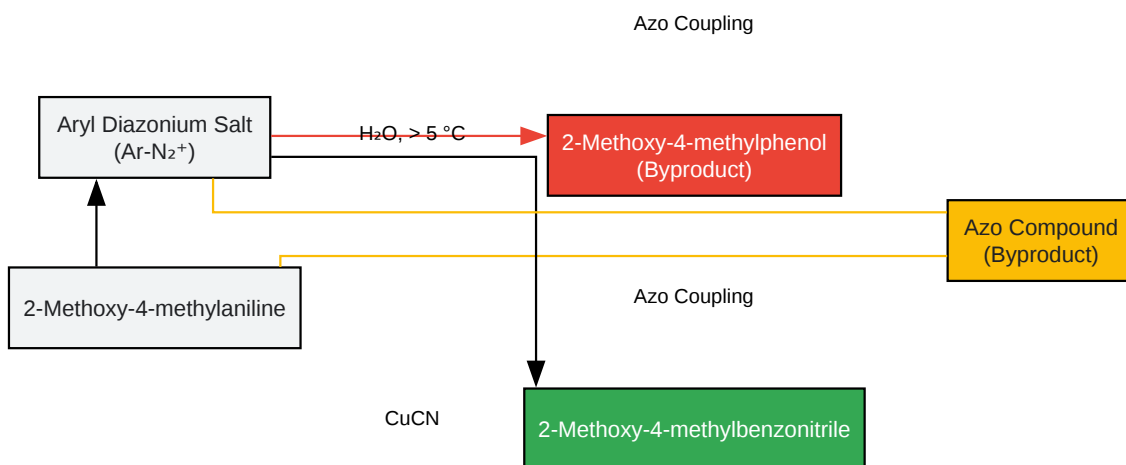 Azo Coupling
Aryl Diazonium Salt
(Ar-N₂⁺)
H₂O, > 5 °C
2-Methoxy-4-methylphenol
(Byproduct)
Azo Compound
(Byproduct)
2-Methoxy-4-methylaniline
Azo Coupling
CuCN
2-Methoxy-4-methylbenzonitrile